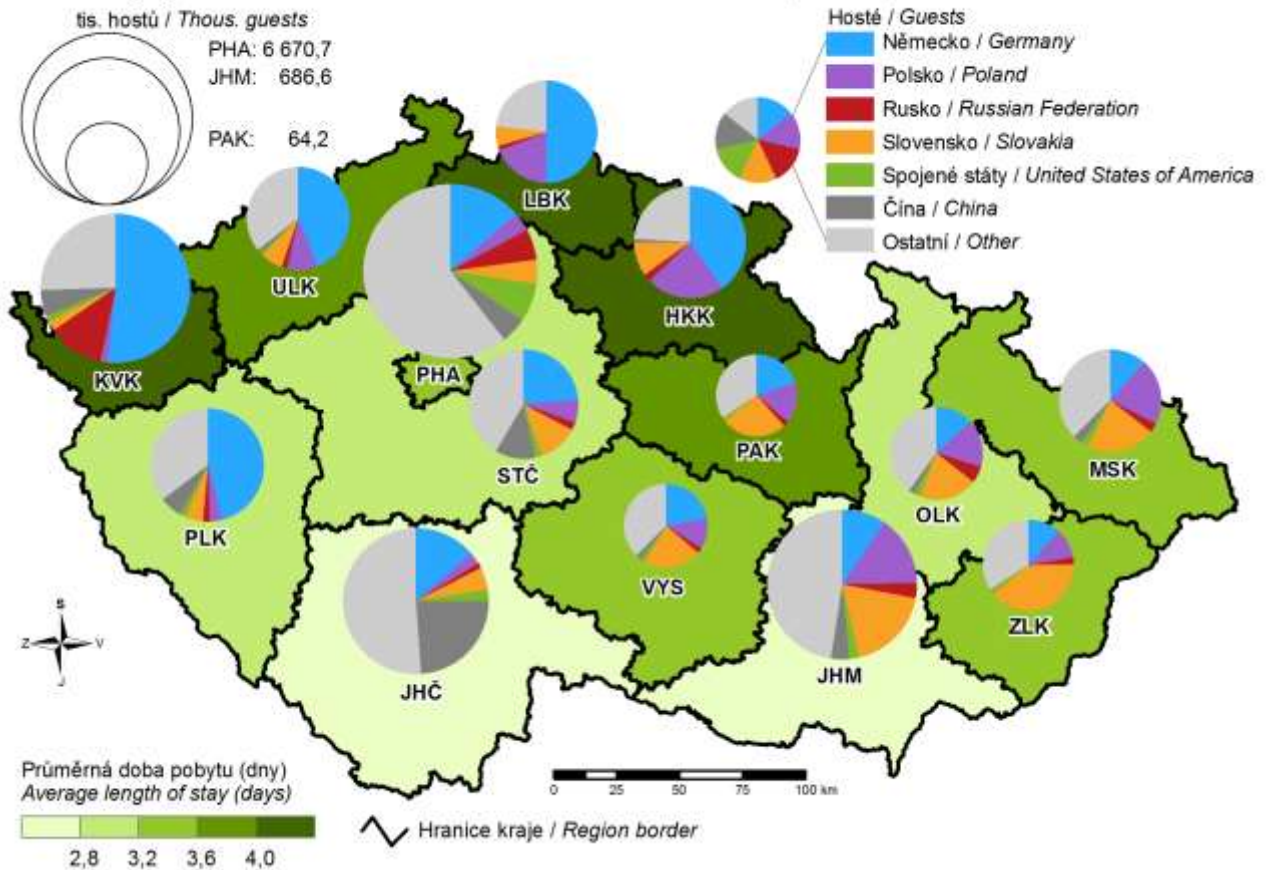 tis. hostů / Thous. guests
PHA: 6 670,7
JHM: 686,6
PAK: 64,2
Hosté / Guests
Německo / Germany
Polsko / Poland
Rusko / Russian Federation
Slovensko / Slovakia
Spojené státy / United States of America
Čína / China
Ostatní / Other
LBK
ULK
HKK
KVK
PHA
PAK
STČ
MSK
OLK
PLK
VYS
ZLK
JHM
JHČ
S
Z V
J
Průměrná doba pobytu (dny)
Average length of stay (days)
2,8 3,2 3,6 4,0
0 25 50 75 100 km
Hranice kraje / Region border